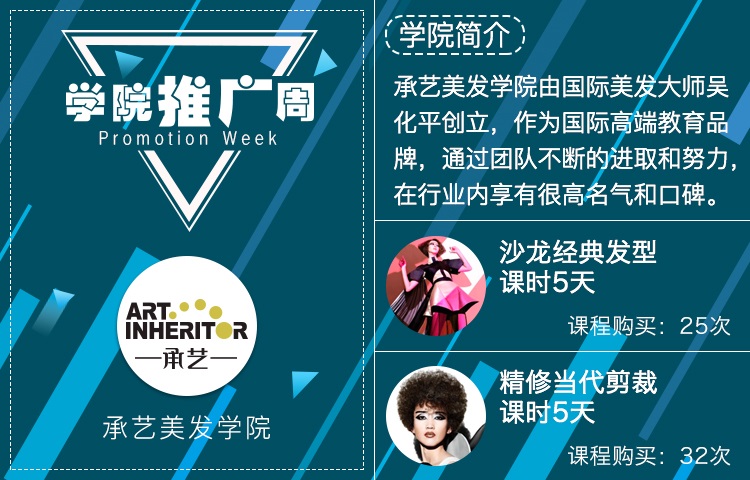 学院推广周
Promotion Week
ART.
INHERITOR
承艺
承艺美发学院
学院简介
承艺美发学院由国际美发大师吴
化平创立，作为国际高端教育品
牌，通过团队不断的进取和努力，
在行业内享有很高名气和口碑。
沙龙经典发型
课时5天
课程购买：25次
精修当代剪裁
课时5天
课程购买：32次